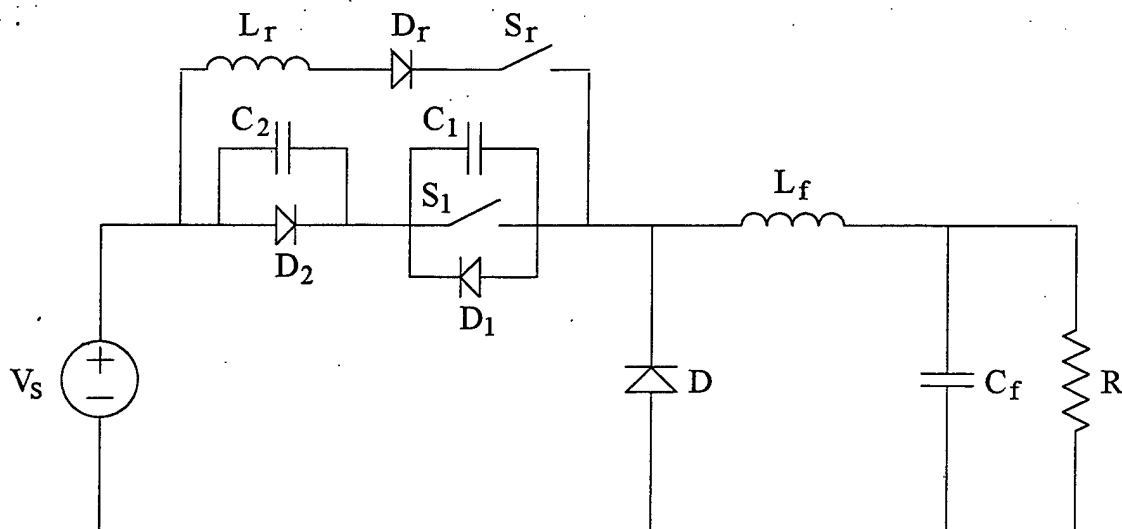 Lr Dr Sr
C2 C1
S1
Lf
D2
D1
Vs + − D Cf R